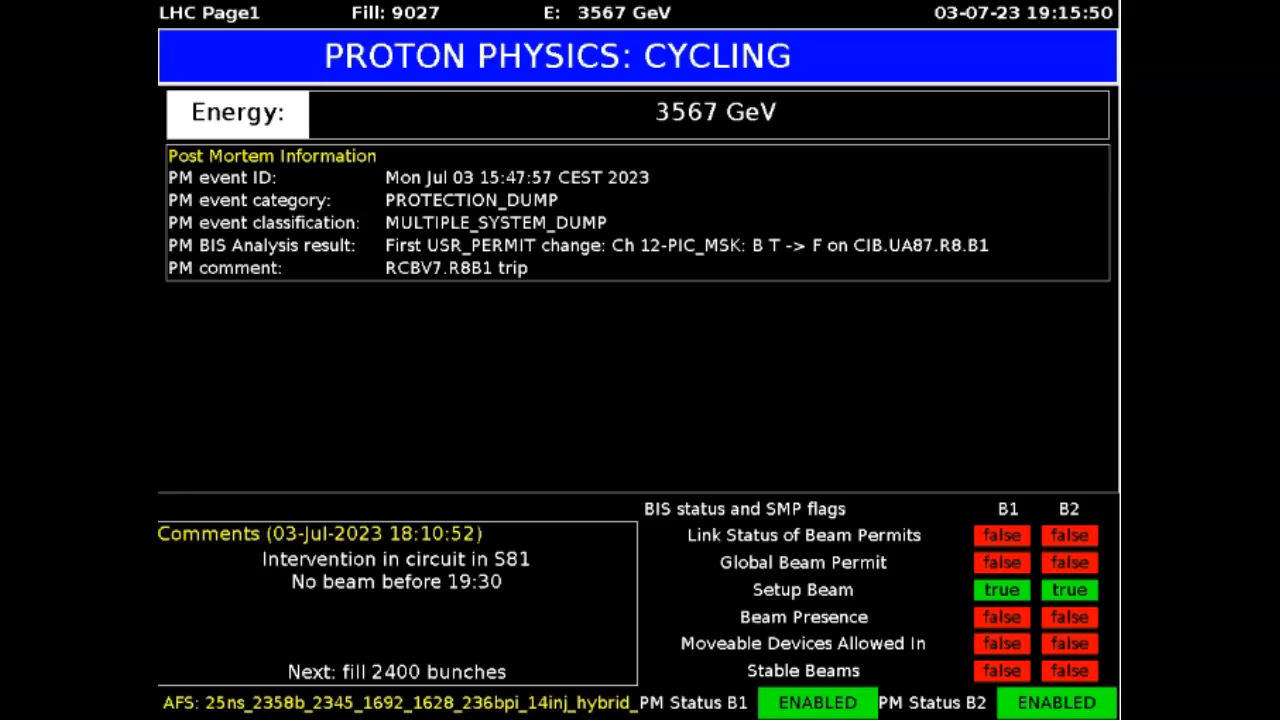 LHC Page1 Fill: 9027 E: 3567 GeV 03-07-23 19:15:50
PROTON PHYSICS: CYCLING
Energy: 3567 GeV
Post Mortem Information
PM event ID: Mon Jul 03 15:47:57 CEST 2023
PM event category: PROTECTION_DUMP
PM event classification: MULTIPLE_SYSTEM_DUMP
PM BIS Analysis result: First USR_PERMIT change: Ch 12-PIC_MSK: B T -> F on CIB.UA87.R8.B1
PM comment: RCBV7.R8B1 trip
Comments (03-Jul-2023 18:10:52)
Intervention in circuit in S81
No beam before 19:30
Next: fill 2400 bunches
BIS status and SMP flags B1 B2
Link Status of Beam Permits false false
Global Beam Permit false false
Setup Beam true true
Beam Presence false false
Moveable Devices Allowed In false false
Stable Beams false false
AFS: 25ns_2358b_2345_1692_1628_236bpi_14inj_hybrid_ PM Status B1 ENABLED PM Status B2 ENABLED